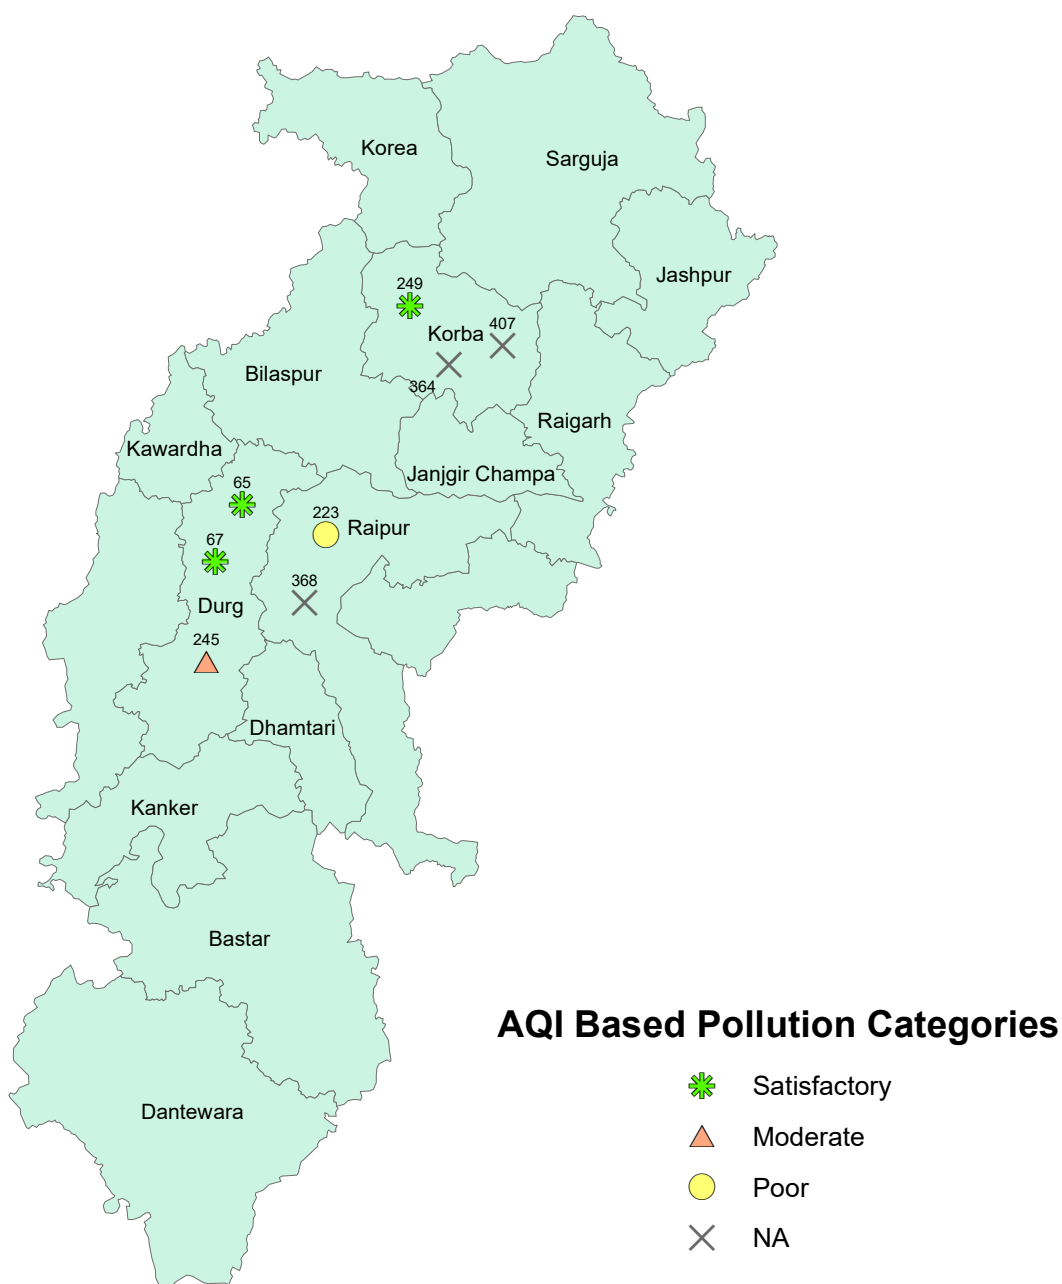 Korea
Sarguja
Jashpur
249
407
Korba
364
Bilaspur
Raigarh
Kawardha
Janjgir Champa
65
223
Raipur
67
368
Durg
245
Dhamtari
Kanker
Bastar
AQI Based Pollution Categories
Satisfactory
Dantewara
Moderate
Poor
NA